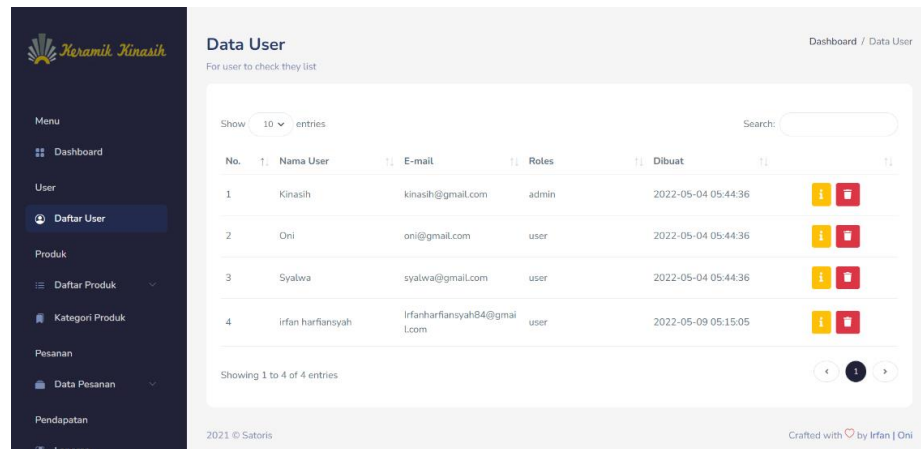 Keramik Kinasih
Data User
For user to check they list
Dashboard / Data User
Menu
Dashboard
User
Daftar User
Produk
Daftar Produk
Kategori Produk
Pesanan
Data Pesanan
Pendapatan
Show 10 entries
Search:
No. Nama User E-mail Roles Dibuat
1 Kinasih kinasih@gmail.com admin 2022-05-04 05:44:36
2 Oni oni@gmail.com user 2022-05-04 05:44:36
3 Syalwa syalwa@gmail.com user 2022-05-04 05:44:36
4 irfan harfiansyah Irfanharfiansyah84@gmai
l.com user 2022-05-09 05:15:05
Showing 1 to 4 of 4 entries
‹ 1 ›
2021 © Satoris
Crafted with ♡ by Irfan | Oni